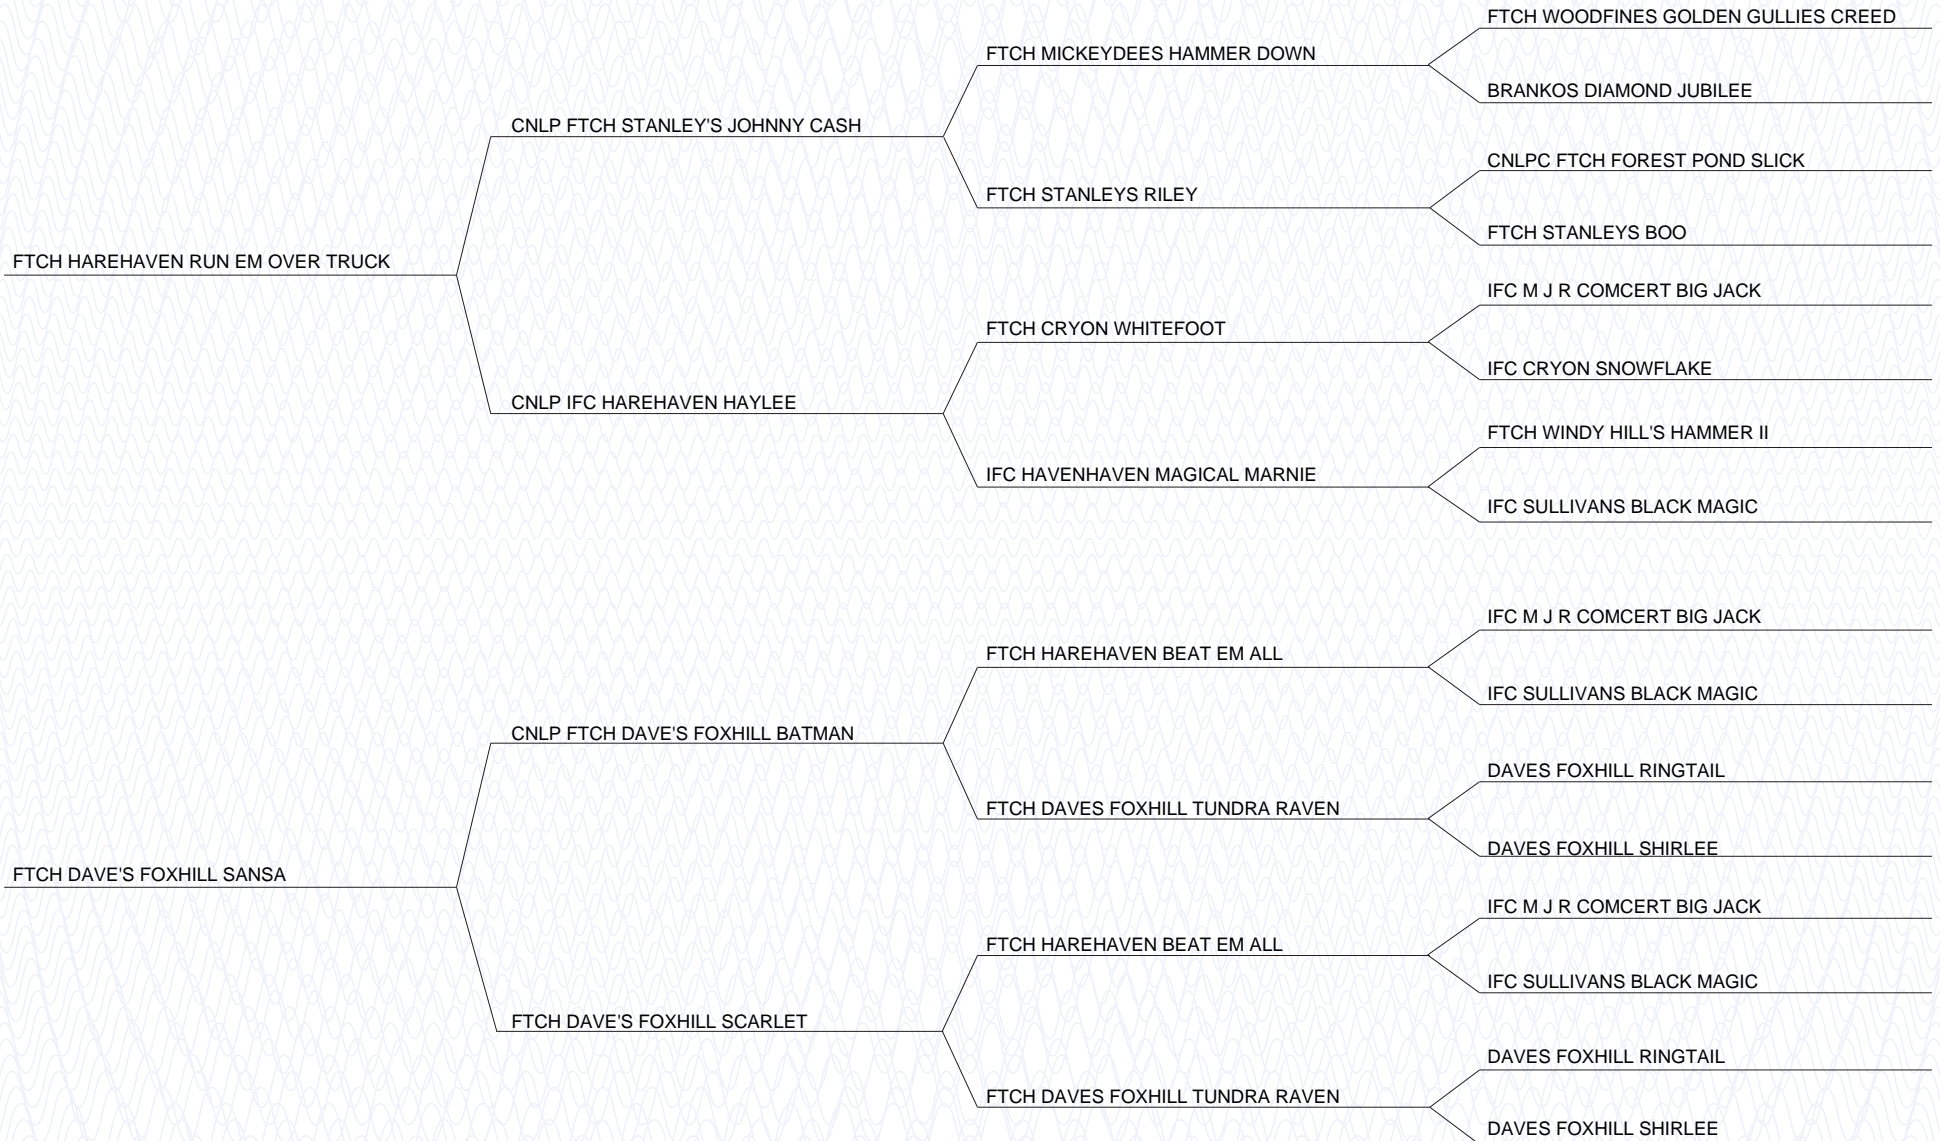 FTCH WOODFINES GOLDEN GULLIES CREED
FTCH MICKEYDEES HAMMER DOWN
BRANKOS DIAMOND JUBILEE
CNLP FTCH STANLEY'S JOHNNY CASH
CNLPC FTCH FOREST POND SLICK
FTCH STANLEYS RILEY
FTCH STANLEYS BOO
FTCH HAREHAVEN RUN EM OVER TRUCK
IFC M J R COMCERT BIG JACK
FTCH CRYON WHITEFOOT
IFC CRYON SNOWFLAKE
CNLP IFC HAREHAVEN HAYLEE
FTCH WINDY HILL'S HAMMER II
IFC HAVENHAVEN MAGICAL MARNIE
IFC SULLIVANS BLACK MAGIC
IFC M J R COMCERT BIG JACK
FTCH HAREHAVEN BEAT EM ALL
IFC SULLIVANS BLACK MAGIC
CNLP FTCH DAVE'S FOXHILL BATMAN
DAVES FOXHILL RINGTAIL
FTCH DAVES FOXHILL TUNDRA RAVEN
DAVES FOXHILL SHIRLEE
FTCH DAVE'S FOXHILL SANSA
IFC M J R COMCERT BIG JACK
FTCH HAREHAVEN BEAT EM ALL
IFC SULLIVANS BLACK MAGIC
FTCH DAVE'S FOXHILL SCARLET
DAVES FOXHILL RINGTAIL
FTCH DAVES FOXHILL TUNDRA RAVEN
DAVES FOXHILL SHIRLEE